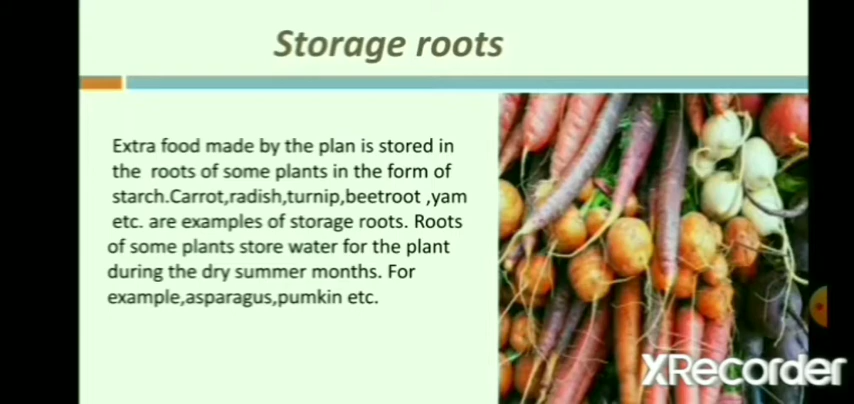 Storage roots
Extra food made by the plan is stored in
the roots of some plants in the form of
starch.Carrot,radish,turnip,beetroot ,yam
etc. are examples of storage roots. Roots
of some plants store water for the plant
during the dry summer months. For
example,asparagus,pumkin etc.
XRecorder